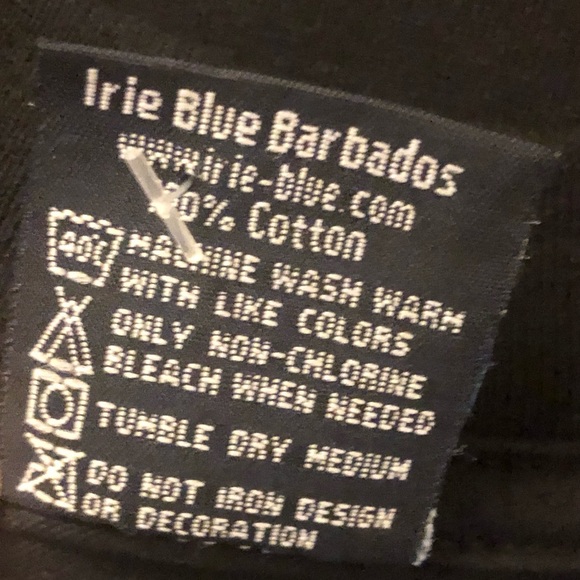 Irie Blue Barbados
www.irie-blue.com
Cotton
40°
MACHINE WASH WARM
WITH LIKE COLORS
ONLY NON-CHLORINE
BLEACH WHEN NEEDED
TUMBLE DRY MEDIUM
DO NOT IRON DESIGN
OR DECORATION